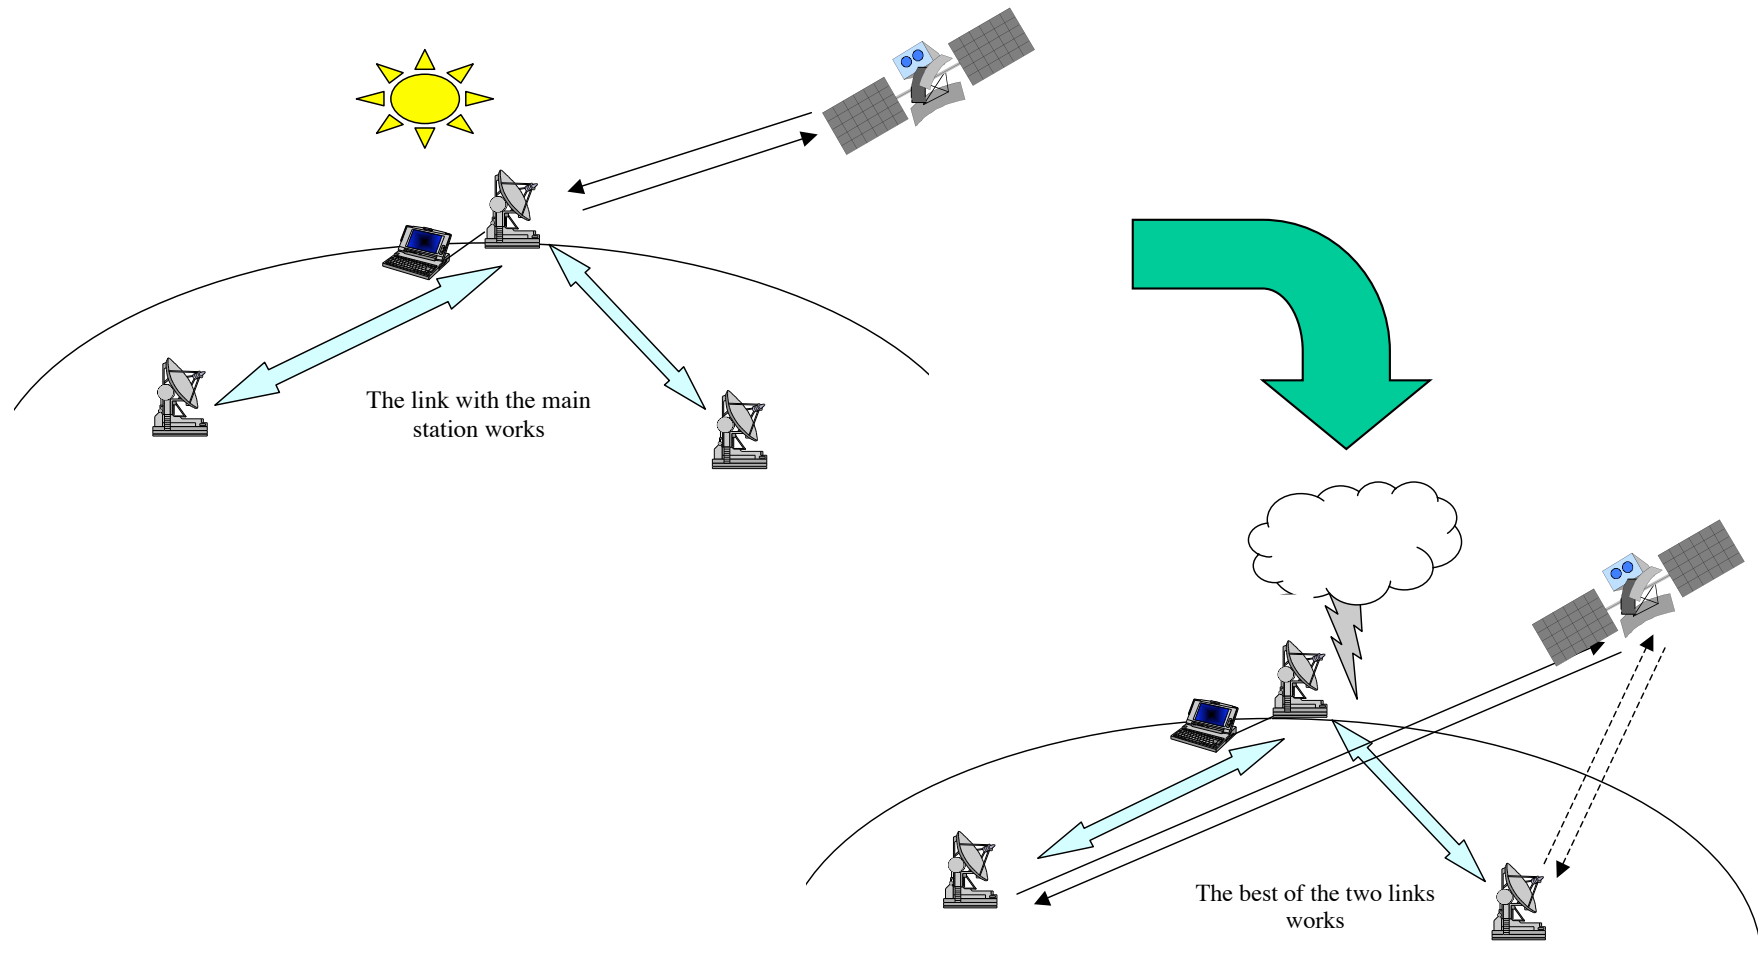 The link with the main
station works
The best of the two links
works